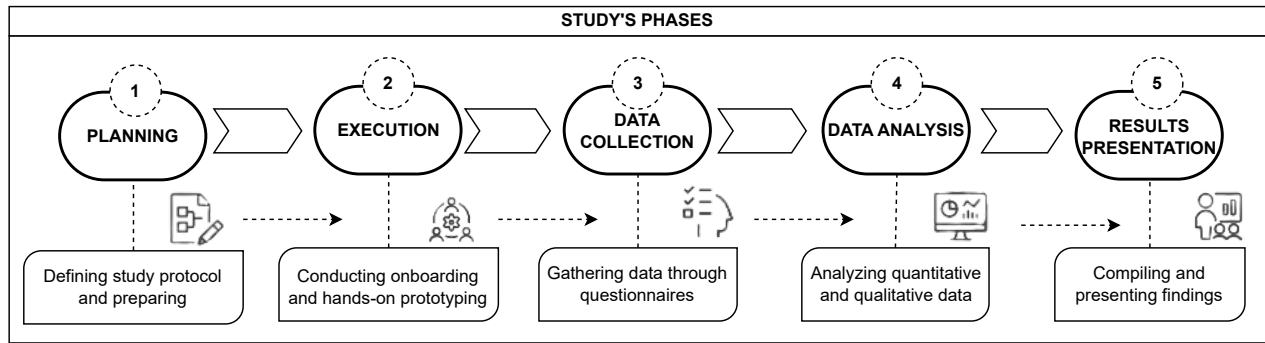 STUDY'S PHASES
1
PLANNING
Defining study protocol
and preparing
2
EXECUTION
Conducting onboarding
and hands-on prototyping
3
DATA
COLLECTION
Gathering data through
questionnaires
4
DATA ANALYSIS
Analyzing quantitative
and qualitative data
5
RESULTS
PRESENTATION
Compiling and
presenting findings